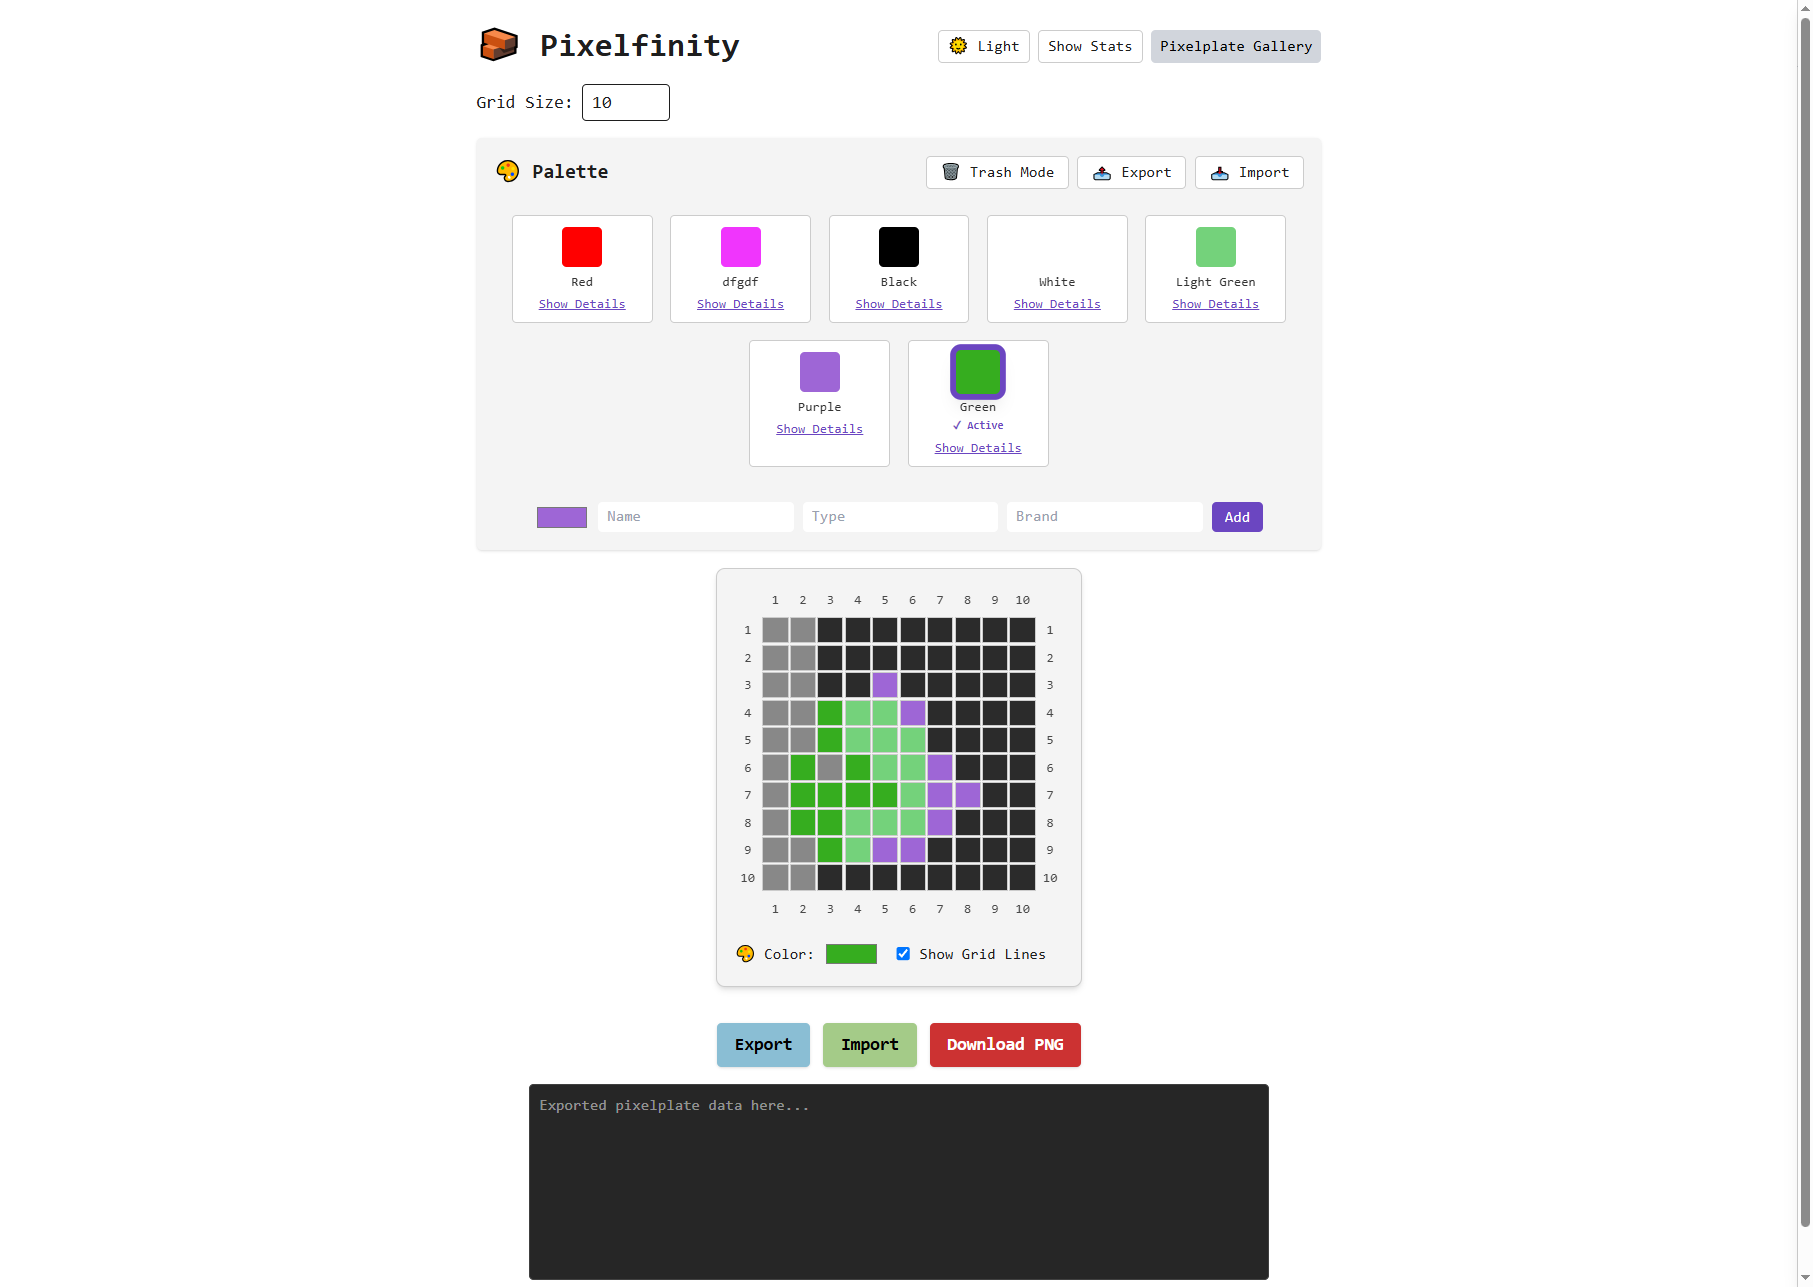 Pixelfinity
Light
Show Stats
Pixelplate Gallery
Grid Size: 10
Palette
Trash Mode
Export
Import
Red
Show Details
dfgdf
Show Details
Black
Show Details
White
Show Details
Light Green
Show Details
Purple
Show Details
Green
✓ Active
Show Details
Name
Type
Brand
Add
1 2 3 4 5 6 7 8 9 10
1 1
2 2
3 3
4 4
5 5
6 6
7 7
8 8
9 9
10 10
1 2 3 4 5 6 7 8 9 10
Color:
Show Grid Lines
Export
Import
Download PNG
Exported pixelplate data here...